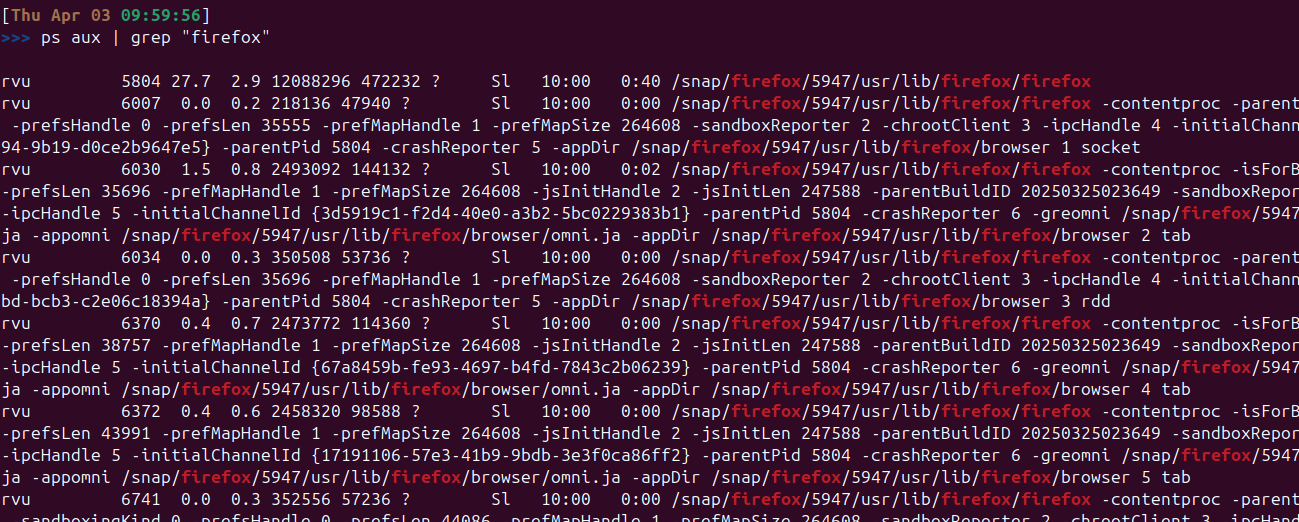 [Thu Apr 03 09:59:56]
>>> ps aux | grep "firefox"
rvu         5804 27.7  2.9 12088296 472232 ?     Sl   10:00   0:40 /snap/firefox/5947/usr/lib/firefox/firefox
rvu         6007  0.0  0.2 218136 47940 ?        Sl   10:00   0:00 /snap/firefox/5947/usr/lib/firefox/firefox -contentproc -parent
 -prefsHandle 0 -prefsLen 35555 -prefMapHandle 1 -prefMapSize 264608 -sandboxReporter 2 -chrootClient 3 -ipcHandle 4 -initialChann
94-9b19-d0ce2b9647e5} -parentPid 5804 -crashReporter 5 -appDir /snap/firefox/5947/usr/lib/firefox/browser 1 socket
rvu         6030  1.5  0.8 2493092 144132 ?      Sl   10:00   0:02 /snap/firefox/5947/usr/lib/firefox/firefox -contentproc -isForB
-prefsLen 35696 -prefMapHandle 1 -prefMapSize 264608 -jsInitHandle 2 -jsInitLen 247588 -parentBuildID 20250325023649 -sandboxRepor
-ipcHandle 5 -initialChannelId {3d5919c1-f2d4-40e0-a3b2-5bc0229383b1} -parentPid 5804 -crashReporter 6 -greomni /snap/firefox/5947
ja -appomni /snap/firefox/5947/usr/lib/firefox/browser/omni.ja -appDir /snap/firefox/5947/usr/lib/firefox/browser 2 tab
rvu         6034  0.0  0.3 350508 53736 ?        Sl   10:00   0:00 /snap/firefox/5947/usr/lib/firefox/firefox -contentproc -parent
 -prefsHandle 0 -prefsLen 35696 -prefMapHandle 1 -prefMapSize 264608 -sandboxReporter 2 -chrootClient 3 -ipcHandle 4 -initialChann
bd-bcb3-c2e06c18394a} -parentPid 5804 -crashReporter 5 -appDir /snap/firefox/5947/usr/lib/firefox/browser 3 rdd
rvu         6370  0.4  0.7 2473772 114360 ?      Sl   10:00   0:00 /snap/firefox/5947/usr/lib/firefox/firefox -contentproc -isForB
-prefsLen 38757 -prefMapHandle 1 -prefMapSize 264608 -jsInitHandle 2 -jsInitLen 247588 -parentBuildID 20250325023649 -sandboxRepor
-ipcHandle 5 -initialChannelId {67a8459b-fe93-4697-b4fd-7843c2b06239} -parentPid 5804 -crashReporter 6 -greomni /snap/firefox/5947
ja -appomni /snap/firefox/5947/usr/lib/firefox/browser/omni.ja -appDir /snap/firefox/5947/usr/lib/firefox/browser 4 tab
rvu         6372  0.4  0.6 2458320 98588 ?       Sl   10:00   0:00 /snap/firefox/5947/usr/lib/firefox/firefox -contentproc -isForB
-prefsLen 43991 -prefMapHandle 1 -prefMapSize 264608 -jsInitHandle 2 -jsInitLen 247588 -parentBuildID 20250325023649 -sandboxRepor
-ipcHandle 5 -initialChannelId {17191106-57e3-41b9-9bdb-3e3f0ca86ff2} -parentPid 5804 -crashReporter 6 -greomni /snap/firefox/5947
ja -appomni /snap/firefox/5947/usr/lib/firefox/browser/omni.ja -appDir /snap/firefox/5947/usr/lib/firefox/browser 5 tab
rvu         6741  0.0  0.3 352556 57236 ?        Sl   10:00   0:00 /snap/firefox/5947/usr/lib/firefox/firefox -contentproc -parent
 -sandboxingKind 0 -prefsHandle 0 -prefsLen 44086 -prefMapHandle 1 -prefMapSize 264608 -sandboxReporter 2 -chrootClient 3 -ipcHand